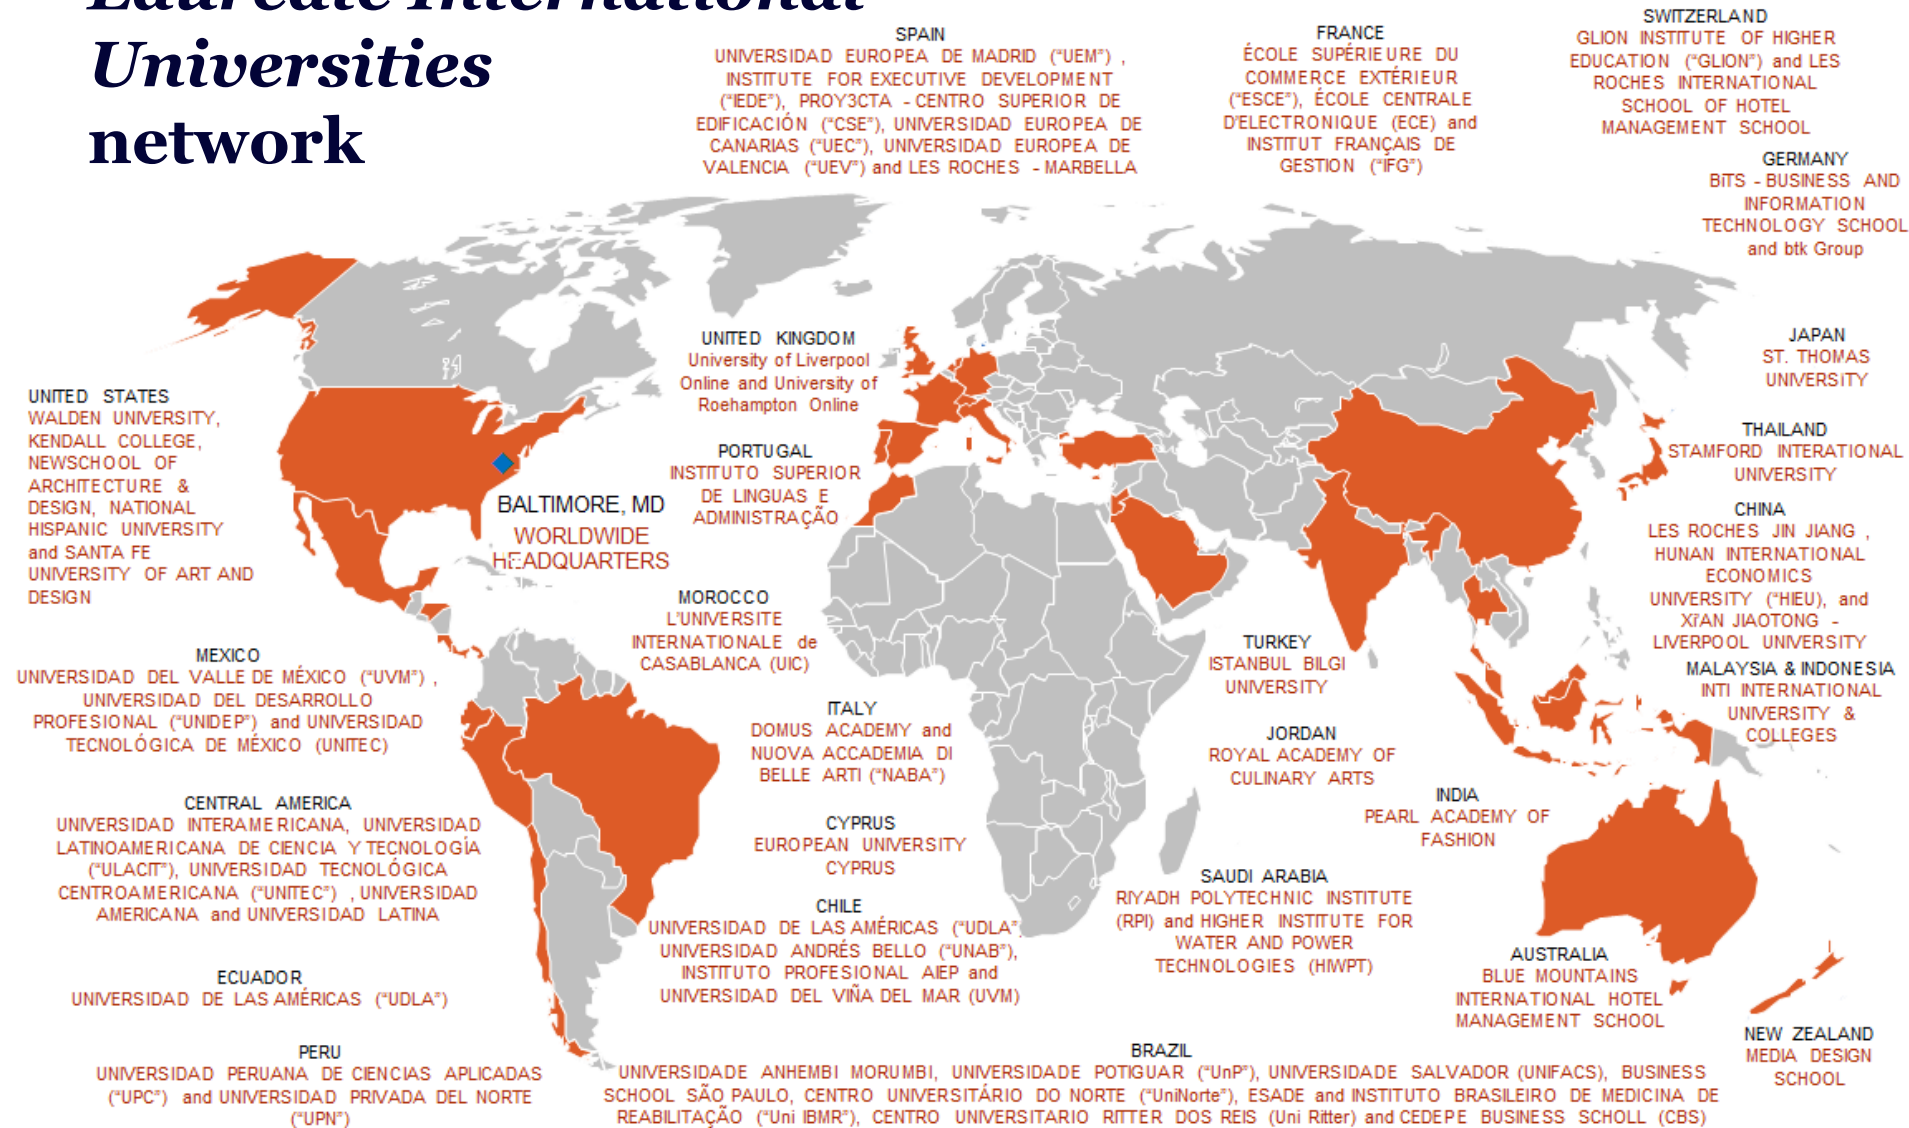 Laureate International
Universities
network
SPAIN
UNIVERSIDAD EUROPEA DE MADRID (“UEM”) ,
INSTITUTE FOR EXECUTIVE DEVELOPMENT
(“IEDE”), PROY3CTA - CENTRO SUPERIOR DE
EDIFICACIÓN (“CSE”), UNIVERSIDAD EUROPEA DE
CANARIAS (“UEC”), UNIVERSIDAD EUROPEA DE
VALENCIA (“UEV”) and LES ROCHES - MARBELLA
FRANCE
ÉCOLE SUPÉRIEURE DU
COMMERCE EXTÉRIEUR
(“ESCE”), ÉCOLE CENTRALE
D'ELECTRONIQUE (ECE) and
INSTITUT FRANÇAIS DE
GESTION (“IFG”)
SWITZERLAND
GLION INSTITUTE OF HIGHER
EDUCATION (“GLION”) and LES
ROCHES INTERNATIONAL
SCHOOL OF HOTEL
MANAGEMENT SCHOOL
GERMANY
BiTS - BUSINESS AND
INFORMATION
TECHNOLOGY SCHOOL
and btk Group
UNITED KINGDOM
University of Liverpool
Online and University of
Roehampton Online
JAPAN
ST. THOMAS
UNIVERSITY
UNITED STATES
WALDEN UNIVERSITY,
KENDALL COLLEGE,
NEWSCHOOL OF
ARCHITECTURE &
DESIGN, NATIONAL
HISPANIC UNIVERSITY
and SANTA FE
UNIVERSITY OF ART AND
DESIGN
BALTIMORE, MD
WORLDWIDE
HEADQUARTERS
PORTUGAL
INSTITUTO SUPERIOR
DE LINGUAS E
ADMINISTRAÇÃO
THAILAND
STAMFORD INTERATIONAL
UNIVERSITY
CHINA
LES ROCHES JIN JIANG ,
HUNAN INTERNATIONAL
ECONOMICS
UNIVERSITY (“HIEU), and
XI'AN JIAOTONG -
LIVERPOOL UNIVERSITY
MOROCCO
L'UNIVERSITE
INTERNATIONALE de
CASABLANCA (UIC)
TURKEY
ISTANBUL BILGI
UNIVERSITY
MALAYSIA & INDONESIA
INTI INTERNATIONAL
UNIVERSITY &
COLLEGES
MEXICO
UNIVERSIDAD DEL VALLE DE MÉXICO (“UVM”) ,
UNIVERSIDAD DEL DESARROLLO
PROFESIONAL (“UNIDEP”) and UNIVERSIDAD
TECNOLÓGICA DE MÉXICO (UNITEC)
ITALY
DOMUS ACADEMY and
NUOVA ACCADEMIA DI
BELLE ARTI (“NABA”)
JORDAN
ROYAL ACADEMY OF
CULINARY ARTS
INDIA
PEARL ACADEMY OF
FASHION
CENTRAL AMERICA
UNIVERSIDAD INTERAMERICANA, UNIVERSIDAD
LATINOAMERICANA DE CIENCIA Y TECNOLOGÍA
(“ULACIT”), UNIVERSIDAD TECNOLÓGICA
CENTROAMERICANA (“UNITEC”) , UNIVERSIDAD
AMERICANA and UNIVERSIDAD LATINA
CYPRUS
EUROPEAN UNIVERSITY
CYPRUS
SAUDI ARABIA
RIYADH POLYTECHNIC INSTITUTE
(RPI) and HIGHER INSTITUTE FOR
WATER AND POWER
TECHNOLOGIES (HIWPT)
CHILE
UNIVERSIDAD DE LAS AMÉRICAS (“UDLA”)
UNIVERSIDAD ANDRÉS BELLO (“UNAB”),
INSTITUTO PROFESIONAL AIEP and
UNIVERSIDAD DEL VIÑA DEL MAR (UVM)
AUSTRALIA
BLUE MOUNTAINS
INTERNATIONAL HOTEL
MANAGEMENT SCHOOL
ECUADOR
UNIVERSIDAD DE LAS AMÉRICAS (“UDLA”)
NEW ZEALAND
MEDIA DESIGN
SCHOOL
PERU
UNIVERSIDAD PERUANA DE CIENCIAS APLICADAS
(“UPC”) and UNIVERSIDAD PRIVADA DEL NORTE
(“UPN”)
BRAZIL
UNIVERSIDADE ANHEMBI MORUMBI, UNIVERSIDADE POTIGUAR (“UnP”), UNIVERSIDADE SALVADOR (UNIFACS), BUSINESS
SCHOOL SÃO PAULO, CENTRO UNIVERSITÁRIO DO NORTE (“UniNorte”), ESADE and INSTITUTO BRASILEIRO DE MEDICINA DE
REABILITAÇÃO (“Uni IBMR”), CENTRO UNIVERSITARIO RITTER DOS REIS (Uni Ritter) and CEDEPE BUSINESS SCHOLL (CBS)